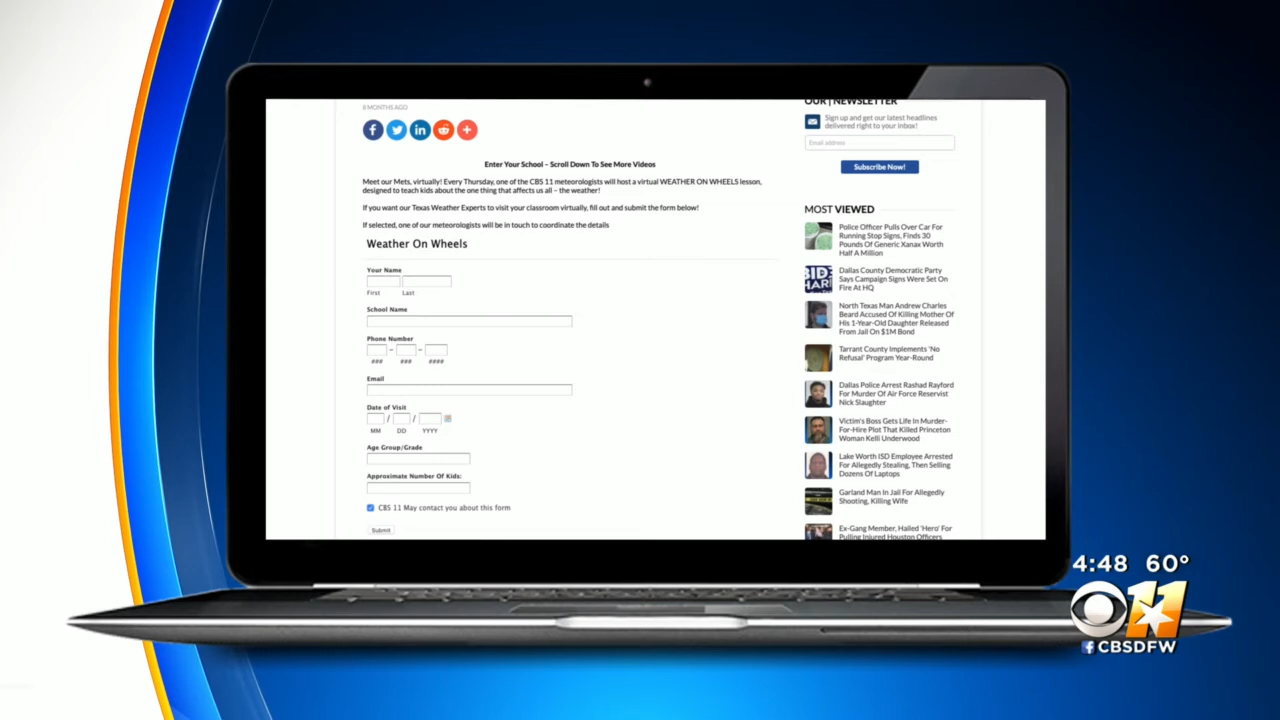 6 MONTHS AGO
Enter Your School – Scroll Down To See More Videos
Meet our Mets, virtually! Every Thursday, one of the CBS 11 meteorologists will host a virtual WEATHER ON WHEELS lesson,
designed to teach kids about the one thing that affects us all – the weather!
If you want our Texas Weather Experts to visit your classroom virtually, fill out and submit the form below!
If selected, one of our meteorologists will be in touch to coordinate the details
Weather On Wheels
Your Name
First Last
School Name
Phone Number
– –
### ### ####
Email
Date of Visit
/ /
MM DD YYYY
Age Group/Grade
Approximate Number Of Kids:
CBS 11 May contact you about this form
Submit
OUR | NEWSLETTER
Sign up and get our latest headlines
delivered right to your inbox!
Email address
Subscribe Now!
MOST VIEWED
Police Officer Pulls Over Car For
Running Stop Signs, Finds 30
Pounds Of Generic Xanax Worth
Half A Million
BID
HAR
Dallas County Democratic Party
Says Campaign Signs Were Set On
Fire At HQ
North Texas Man Andrew Charles
Beard Accused Of Killing Mother Of
His 1-Year-Old Daughter Released
From Jail On $1M Bond
Tarrant County Implements 'No
Refusal' Program Year-Round
Dallas Police Arrest Rashad Rayford
For Murder Of Air Force Reservist
Nick Slaughter
Victim's Boss Gets Life In Murder-
For-Hire Plot That Killed Princeton
Woman Kelli Underwood
Lake Worth ISD Employee Arrested
For Allegedly Stealing, Then Selling
Dozens Of Laptops
Garland Man In Jail For Allegedly
Shooting, Killing Wife
Ex-Gang Member, Hailed 'Hero' For
Pulling Injured Houston Officers
4:48 60°
11
f CBSDFW